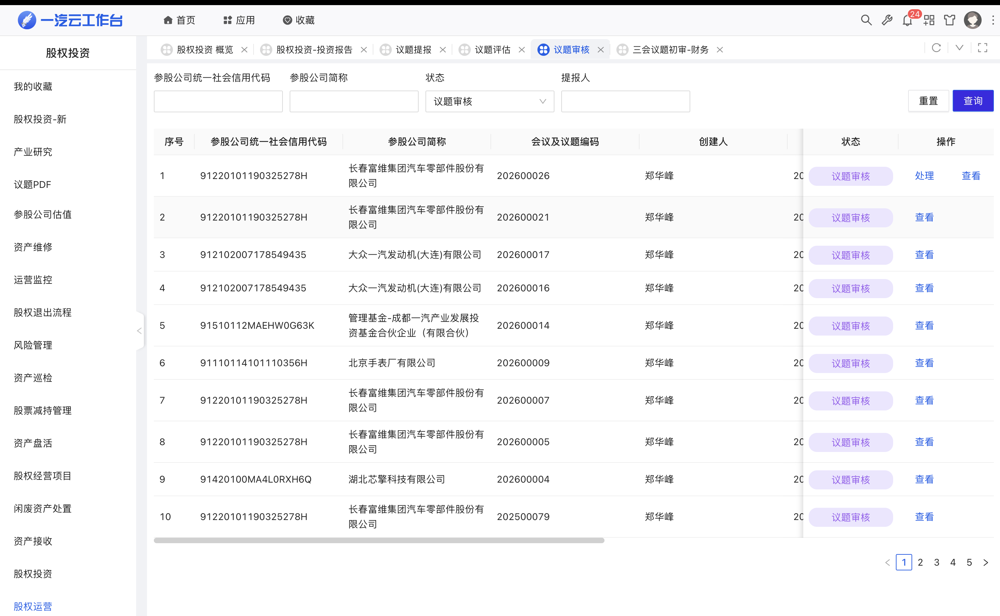 一汽云工作台
首页
应用
收藏
24
股权投资
我的收藏
股权投资-新
产业研究
议题PDF
参股公司估值
资产维修
运营监控
股权退出流程
风险管理
资产巡检
股票减持管理
资产盘活
股权经营项目
闲废资产处置
资产接收
股权投资
股权运营
股权投资 概览
股权投资-投资报告
议题提报
议题评估
议题审核
三会议题初审-财务
参股公司统一社会信用代码
参股公司简称
状态
提报人
议题审核
重置
查询
序号 参股公司统一社会信用代码 参股公司简称 会议及议题编码 创建人 状态 操作
1 91220101190325278H 长春富维集团汽车零部件股份有
限公司 202600026 郑华峰 20 议题审核 处理 查看
2 91220101190325278H 长春富维集团汽车零部件股份有
限公司 202600021 郑华峰 20 议题审核 查看
3 912102007178549435 大众一汽发动机(大连)有限公司 202600017 郑华峰 20 议题审核 查看
4 912102007178549435 大众一汽发动机(大连)有限公司 202600016 郑华峰 20 议题审核 查看
5 91510112MAEHW0G63K 管理基金-成都一汽产业发展投
资基金合伙企业（有限合伙） 202600014 郑华峰 20 议题审核 查看
6 91110114101110356H 北京手表厂有限公司 202600009 郑华峰 20 议题审核 查看
7 91220101190325278H 长春富维集团汽车零部件股份有
限公司 202600007 郑华峰 20 议题审核 查看
8 91220101190325278H 长春富维集团汽车零部件股份有
限公司 202600005 郑华峰 20 议题审核 查看
9 91420100MA4L0RXH6Q 湖北芯擎科技有限公司 202600004 郑华峰 20 议题审核 查看
10 91220101190325278H 长春富维集团汽车零部件股份有
限公司 202500079 郑华峰 20 议题审核 查看
1 2 3 4 5